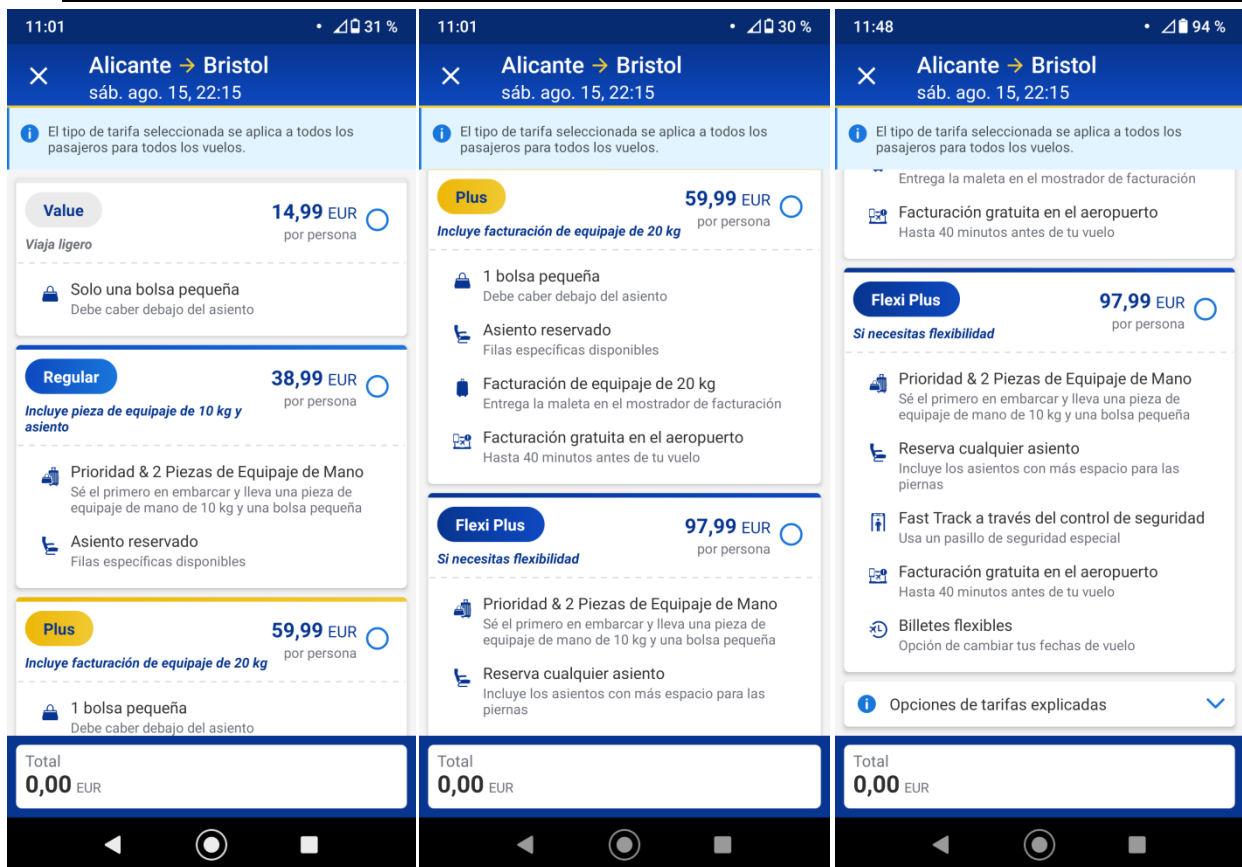 11:01
31 %
Alicante → Bristol
sáb. ago. 15, 22:15
El tipo de tarifa seleccionada se aplica a todos los
pasajeros para todos los vuelos.
Value
14,99 EUR
por persona
Viaja ligero
Solo una bolsa pequeña
Debe caber debajo del asiento
Regular
38,99 EUR
por persona
Incluye pieza de equipaje de 10 kg y
asiento
Prioridad & 2 Piezas de Equipaje de Mano
Sé el primero en embarcar y lleva una pieza de
equipaje de mano de 10 kg y una bolsa pequeña
Asiento reservado
Filas específicas disponibles
Plus
59,99 EUR
por persona
Incluye facturación de equipaje de 20 kg
1 bolsa pequeña
Debe caber debajo del asiento
Total
0,00 EUR
11:01
30 %
Alicante → Bristol
sáb. ago. 15, 22:15
El tipo de tarifa seleccionada se aplica a todos los
pasajeros para todos los vuelos.
Plus
59,99 EUR
por persona
Incluye facturación de equipaje de 20 kg
1 bolsa pequeña
Debe caber debajo del asiento
Asiento reservado
Filas específicas disponibles
Facturación de equipaje de 20 kg
Entrega la maleta en el mostrador de facturación
Facturación gratuita en el aeropuerto
Hasta 40 minutos antes de tu vuelo
Flexi Plus
97,99 EUR
por persona
Si necesitas flexibilidad
Prioridad & 2 Piezas de Equipaje de Mano
Sé el primero en embarcar y lleva una pieza de
equipaje de mano de 10 kg y una bolsa pequeña
Reserva cualquier asiento
Incluye los asientos con más espacio para las
piernas
Total
0,00 EUR
11:48
94 %
Alicante → Bristol
sáb. ago. 15, 22:15
El tipo de tarifa seleccionada se aplica a todos los
pasajeros para todos los vuelos.
Entrega la maleta en el mostrador de facturación
Facturación gratuita en el aeropuerto
Hasta 40 minutos antes de tu vuelo
Flexi Plus
97,99 EUR
por persona
Si necesitas flexibilidad
Prioridad & 2 Piezas de Equipaje de Mano
Sé el primero en embarcar y lleva una pieza de
equipaje de mano de 10 kg y una bolsa pequeña
Reserva cualquier asiento
Incluye los asientos con más espacio para las
piernas
Fast Track a través del control de seguridad
Usa un pasillo de seguridad especial
Facturación gratuita en el aeropuerto
Hasta 40 minutos antes de tu vuelo
Billetes flexibles
Opción de cambiar tus fechas de vuelo
Opciones de tarifas explicadas
Total
0,00 EUR